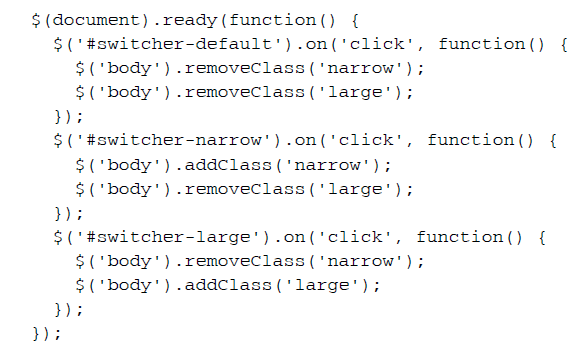 $(document).ready(function() {
  $('#switcher-default').on('click', function() {
    $('body').removeClass('narrow');
    $('body').removeClass('large');
  });
  $('#switcher-narrow').on('click', function() {
    $('body').addClass('narrow');
    $('body').removeClass('large');
  });
  $('#switcher-large').on('click', function() {
    $('body').removeClass('narrow');
    $('body').addClass('large');
  });
});